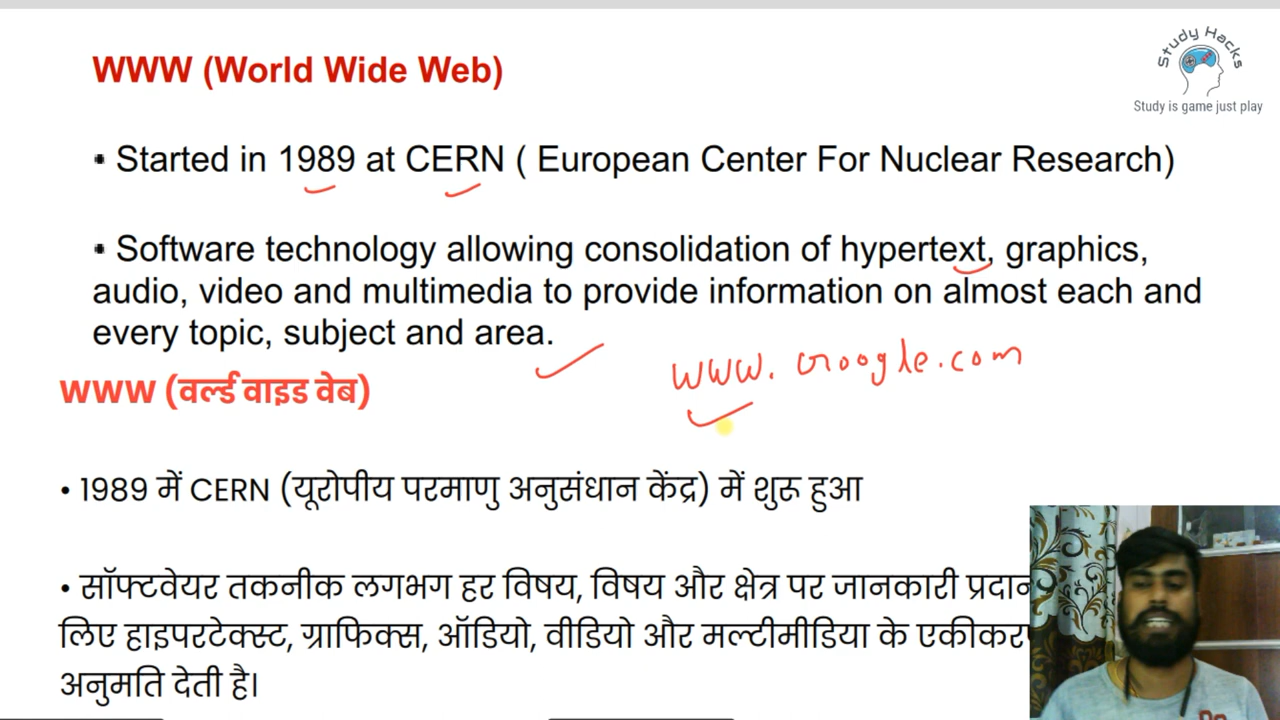 Study Hacks
Study is game just play
WWW (World Wide Web)
▪ Started in 1989 at CERN ( European Center For Nuclear Research)
▪ Software technology allowing consolidation of hypertext, graphics,
audio, video and multimedia to provide information on almost each and
every topic, subject and area.
www. Google.com
WWW (वर्ल्ड वाइड वेब)
• 1989 में CERN (यूरोपीय परमाणु अनुसंधान केंद्र) में शुरू हुआ
• सॉफ्टवेयर तकनीक लगभग हर विषय, विषय और क्षेत्र पर जानकारी
लिए हाइपरटेक्स्ट, ग्राफिक्स, ऑडियो, वीडियो और मल्टीमीडिया के
अनुमति देती है।